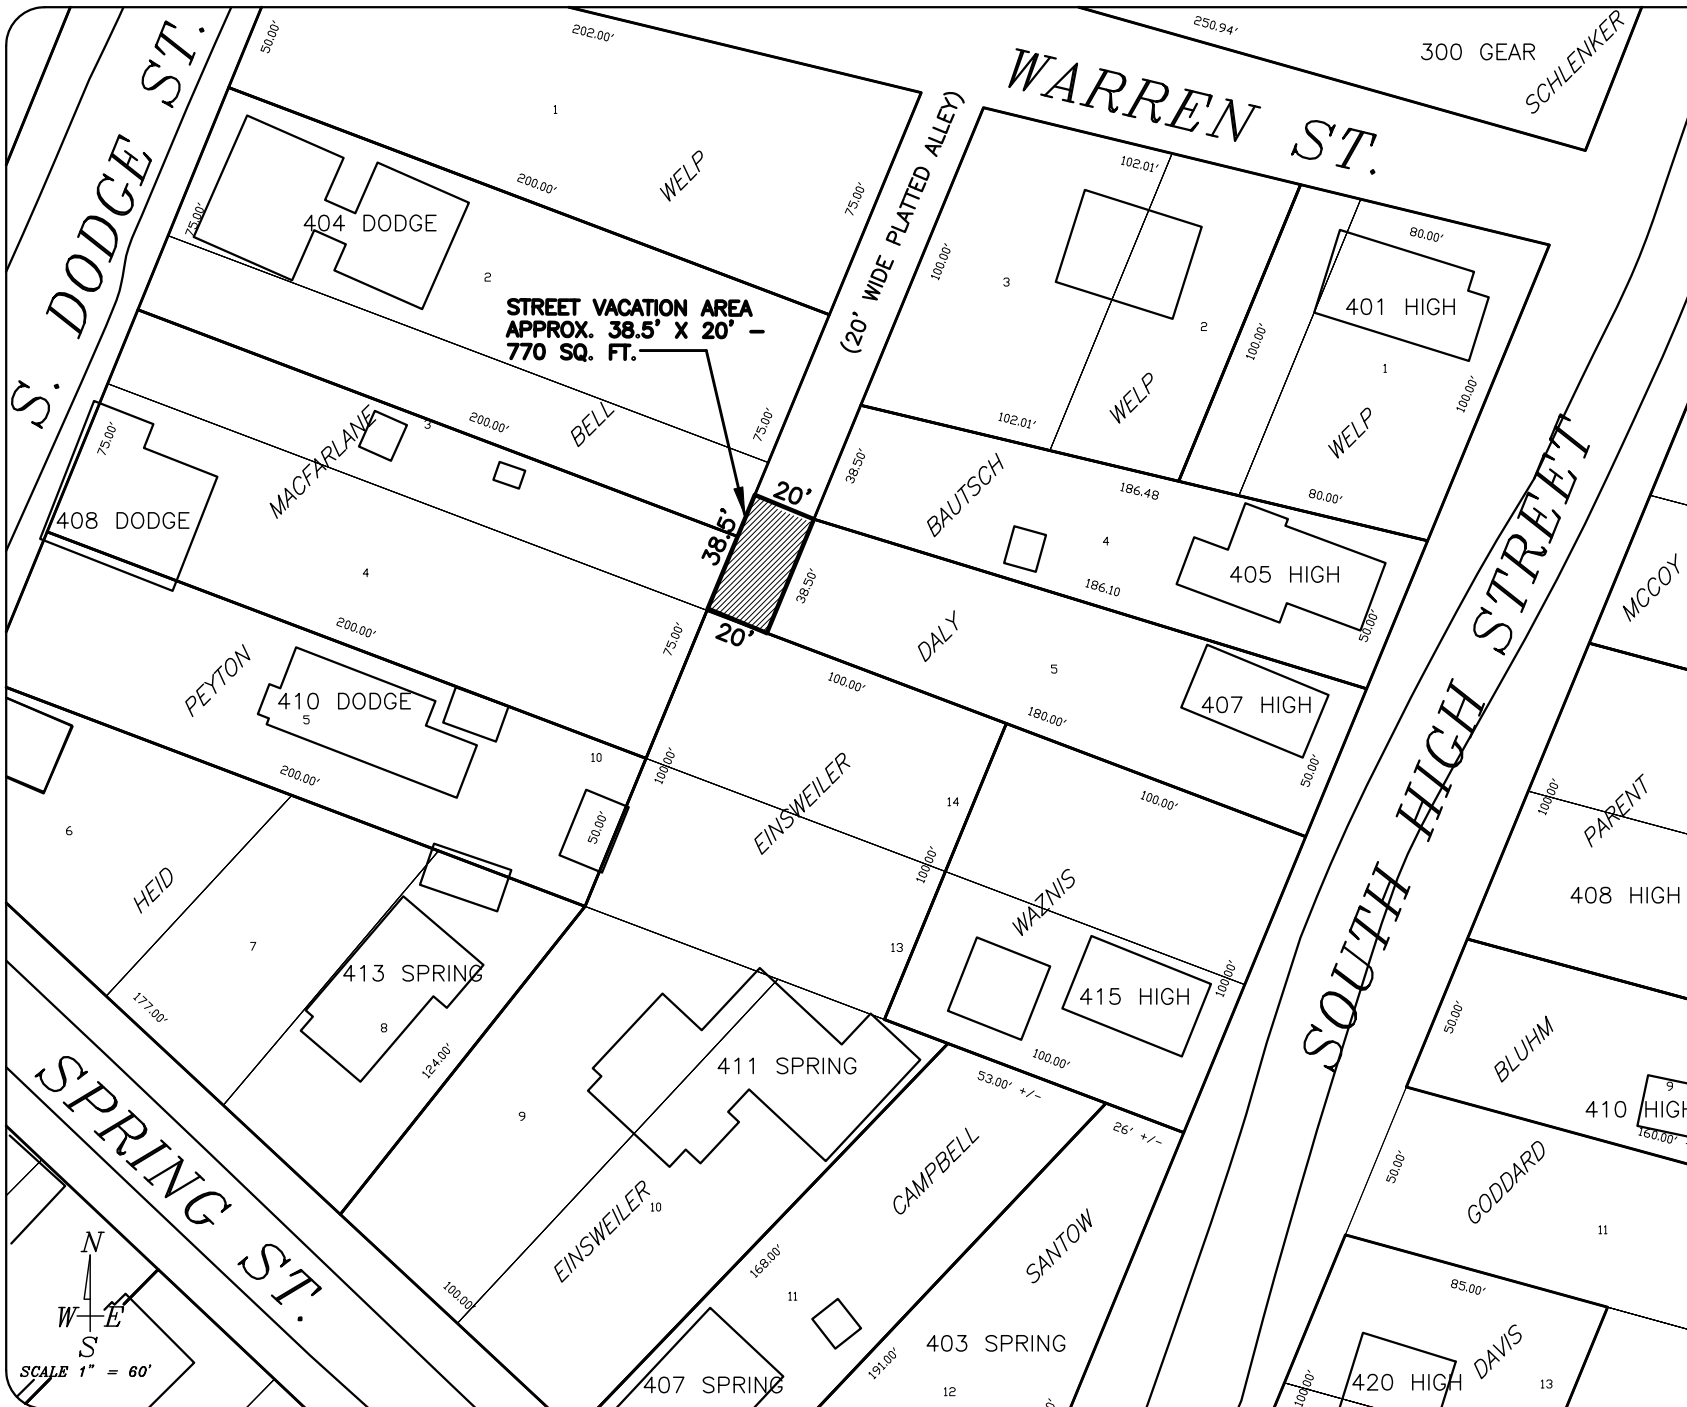 250.94'
300 GEAR
SCHLENKER
50.00'
202.00'
WARREN ST.
S. DODGE ST.
1
WELP
(20' WIDE PLATTED ALLEY)
102.01'
75.00'
200.00'
75.00'
404 DODGE
2
100.00'
3
2
80.00'
401 HIGH
1
100.00'
100.00'
STREET VACATION AREA
APPROX. 38.5' X 20' –
770 SQ. FT.
WELP
WELP
102.01'
BELL
75.00'
200.00'
3
MACFARLANE
75.00'
408 DODGE
38.50'
BAUTSCH
186.48
80.00'
4
405 HIGH
20'
38.5'
38.50'
20'
186.10
50.00'
SOUTH HIGH STREET
MCCOY
4
200.00'
75.00'
DALY
5
407 HIGH
100.00'
180.00'
50.00'
PEYTON
410 DODGE
5
10
200.00'
100.00'
50.00'
EINSWEILER
14
100.00'
100.00'
100.00'
PARENT
408 HIGH
6
HEID
7
413 SPRING
8
177.00'
124.00'
13
WAZNIS
415 HIGH
100.00'
100.00'
411 SPRING
9
53.00' +/-
26' +/-
50.00'
BLUHM
9
410 HIGH
160.00'
SPRING ST.
EINSWEILER
10
CAMPBELL
SANTOW
50.00'
GODDARD
11
N
W E
S
SCALE 1" = 60'
100.00'
168.00'
11
191.00'
403 SPRING
12
407 SPRING
85.00'
DAVIS
420 HIGH
13
100.00'